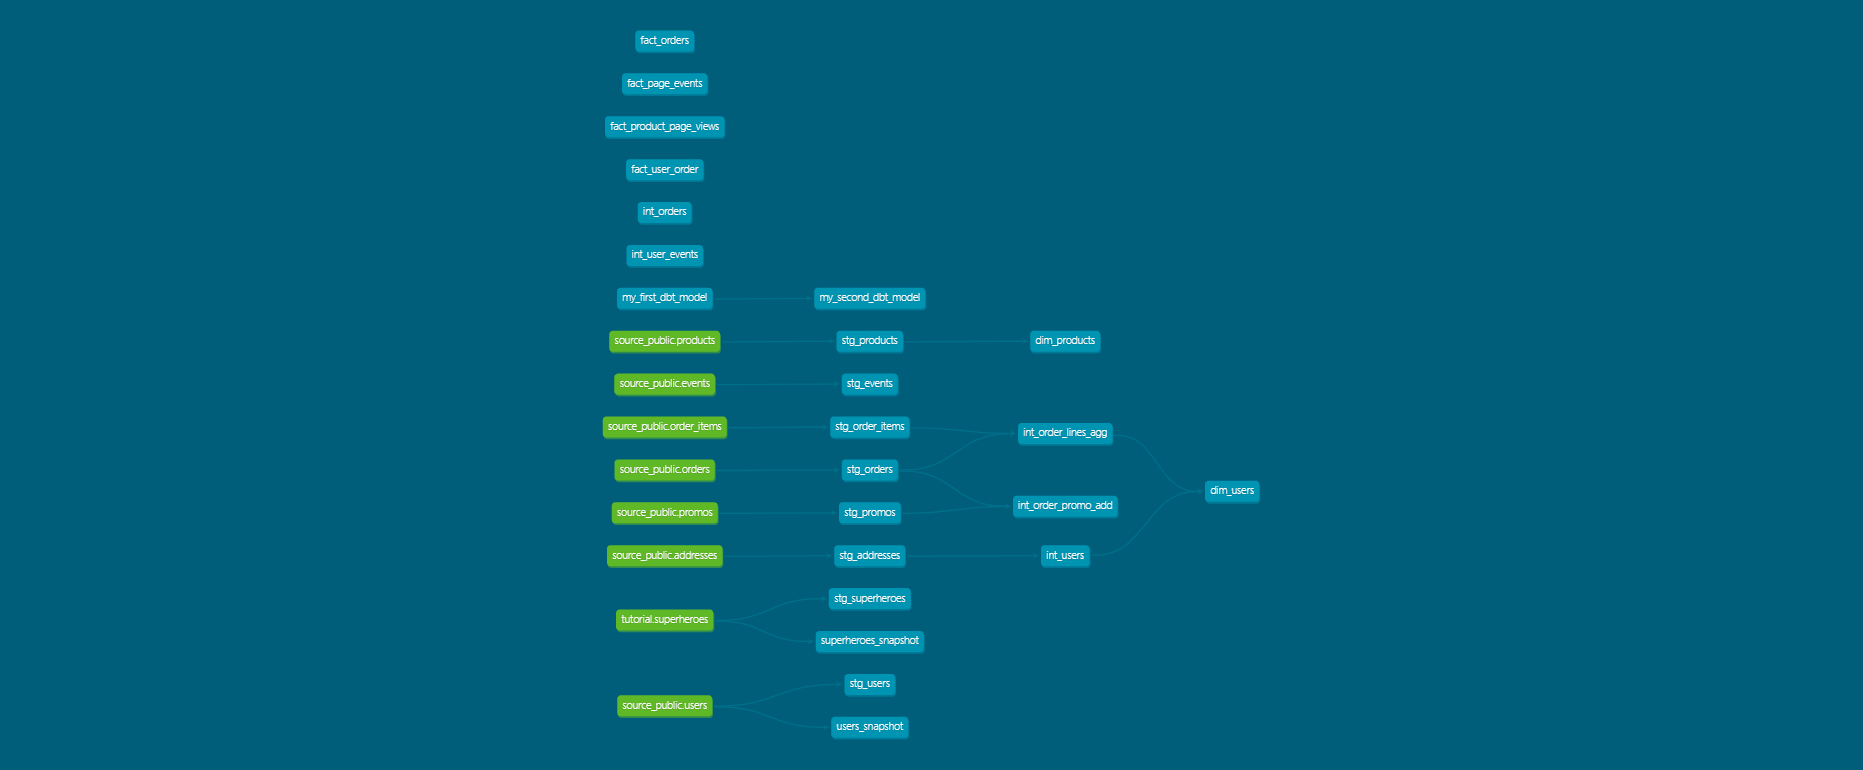 fact_orders
fact_page_events
fact_product_page_views
fact_user_order
int_orders
int_user_events
my_first_dbt_model
my_second_dbt_model
source_public.products
stg_products
dim_products
source_public.events
stg_events
source_public.order_items
stg_order_items
int_order_lines_agg
source_public.orders
stg_orders
dim_users
source_public.promos
stg_promos
int_order_promo_add
source_public.addresses
stg_addresses
int_users
stg_superheroes
tutorial.superheroes
superheroes_snapshot
stg_users
source_public.users
users_snapshot